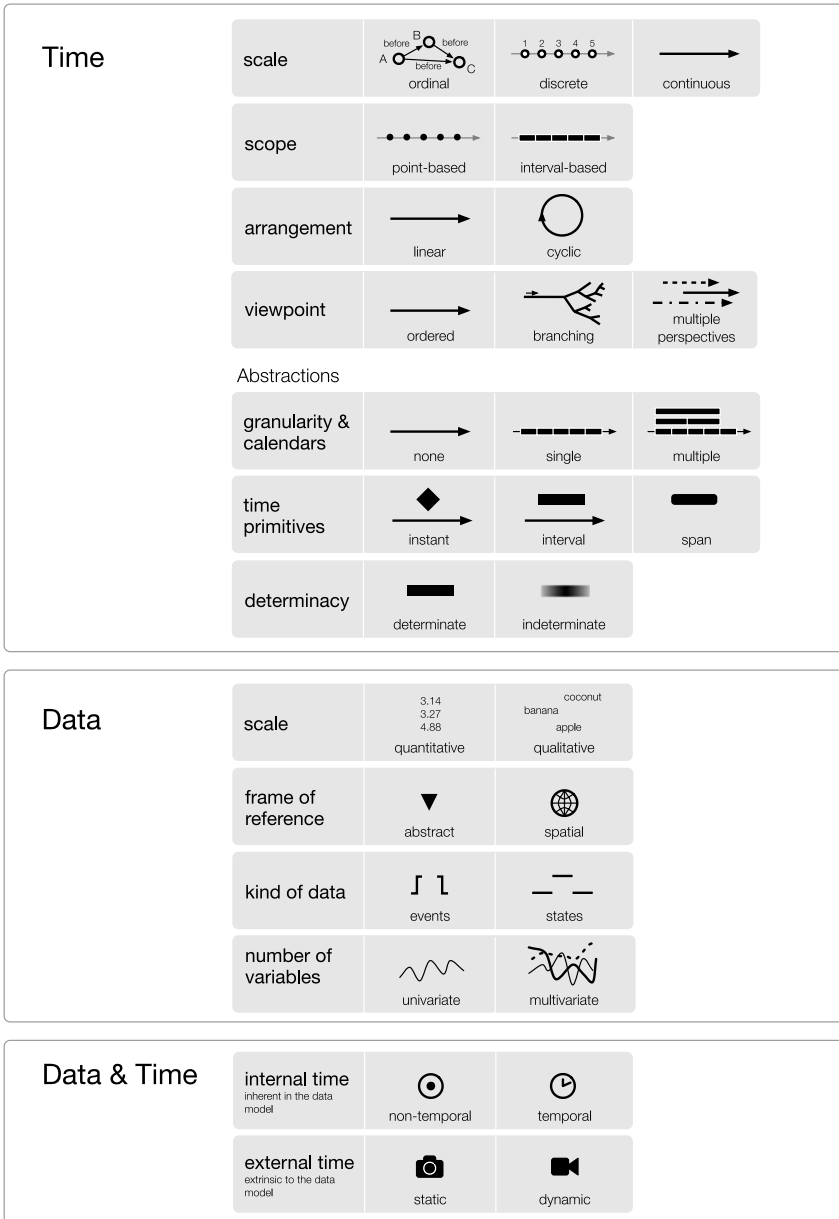 Time
scale
before
B
before
A
before
C
ordinal
1 2 3 4 5
discrete
continuous
scope
point-based
interval-based
arrangement
linear
cyclic
viewpoint
ordered
branching
multiple
perspectives
Abstractions
granularity &
calendars
none
single
multiple
time
primitives
instant
interval
span
determinacy
determinate
indeterminate
Data
scale
3.14
3.27
4.88
quantitative
coconut
banana
apple
qualitative
frame of
reference
abstract
spatial
kind of data
events
states
number of
variables
univariate
multivariate
Data & Time
internal time
inherent in the data
model
non-temporal
temporal
external time
extrinsic to the data
model
static
dynamic